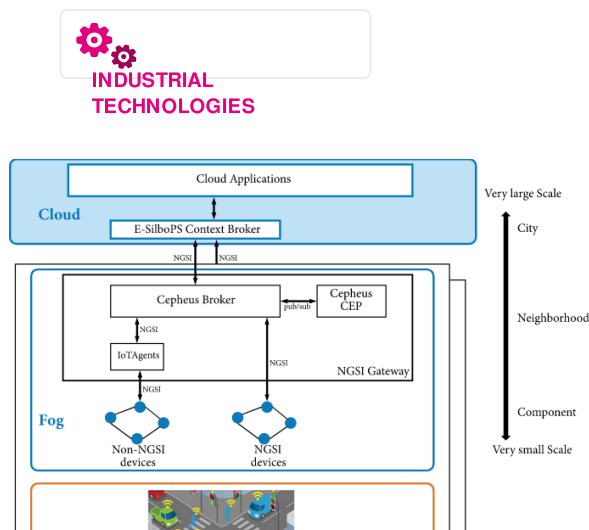 INDUSTRIAL
TECHNOLOGIES
Cloud Applications
Very large Scale
Cloud
E-SilboPS Context Broker
City
NGSI
NGSI
Cepheus Broker
Cepheus
CEP
pub/sub
Neighborhood
NGSI
IoTAgents
NGSI
NGSI Gateway
NGSI
Component
Fog
Non-NGSI
devices
NGSI
devices
Very small Scale